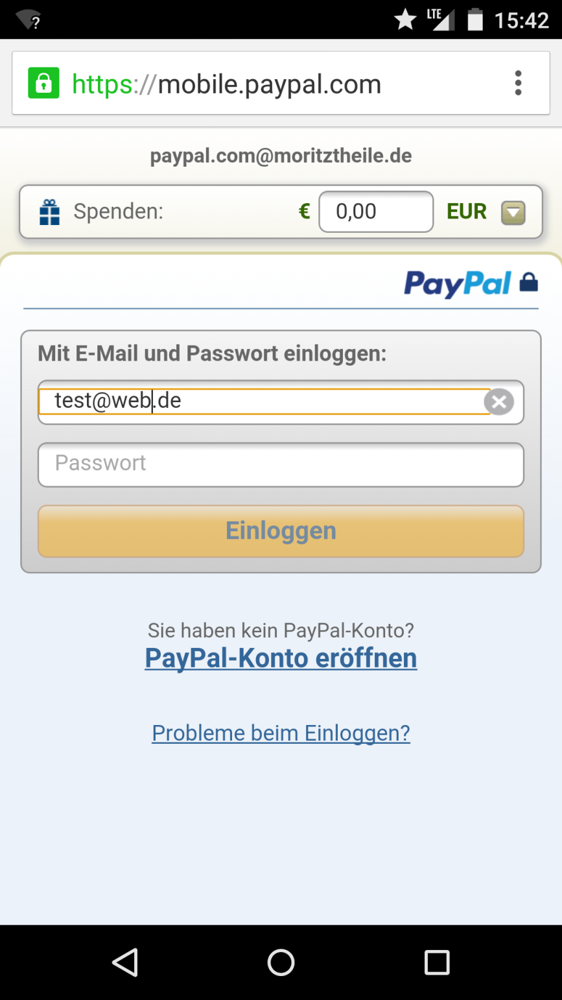 ?
LTE
15:42
https://mobile.paypal.com
paypal.com@moritztheile.de
Spenden: € 0,00 EUR
PayPal
Mit E-Mail und Passwort einloggen:
test@web.de
Passwort
Einloggen
Sie haben kein PayPal-Konto?
PayPal-Konto eröffnen
Probleme beim Einloggen?